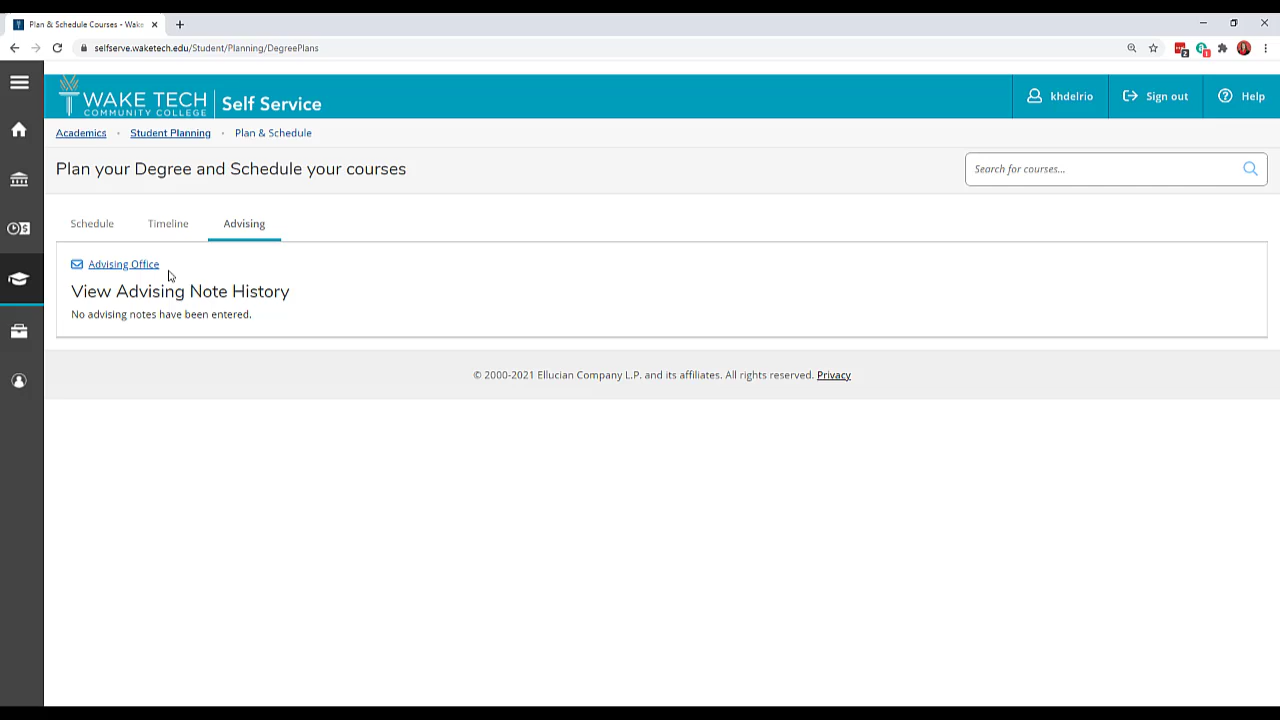 Plan & Schedule Courses - Wake
selfserve.waketech.edu/Student/Planning/DegreePlans
2
1
WAKE TECH
COMMUNITY COLLEGE
Self Service
khdelrio
Sign out
Help
Academics
Student Planning
Plan & Schedule
Plan your Degree and Schedule your courses
Search for courses...
Schedule
Timeline
Advising
Advising Office
View Advising Note History
No advising notes have been entered.
© 2000-2021 Ellucian Company L.P. and its affiliates. All rights reserved. Privacy